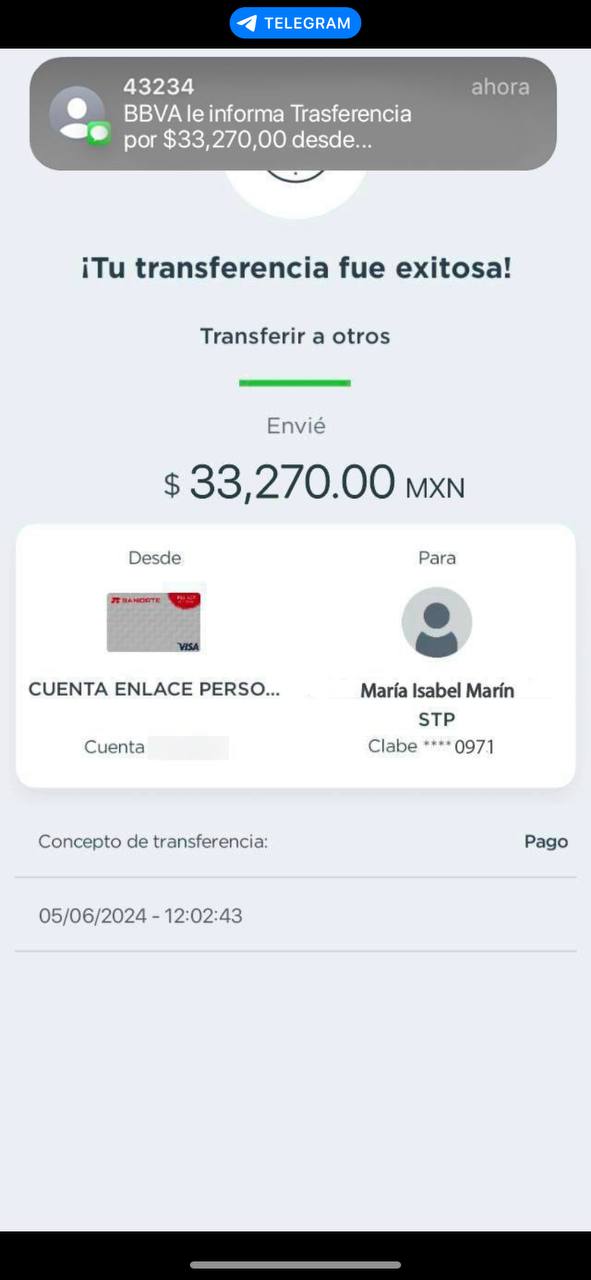 TELEGRAM
43234
ahora
BBVA le informa Trasferencia
por $33,270,00 desde...
¡Tu transferencia fue exitosa!
Transferir a otros
Envié
$ 33,270.00 MXN
Desde
Para
BANORTE
VISA
CUENTA ENLACE PERSO...
María Isabel Marín
STP
Cuenta
Clabe ****0971
Concepto de transferencia:
Pago
05/06/2024 - 12:02:43